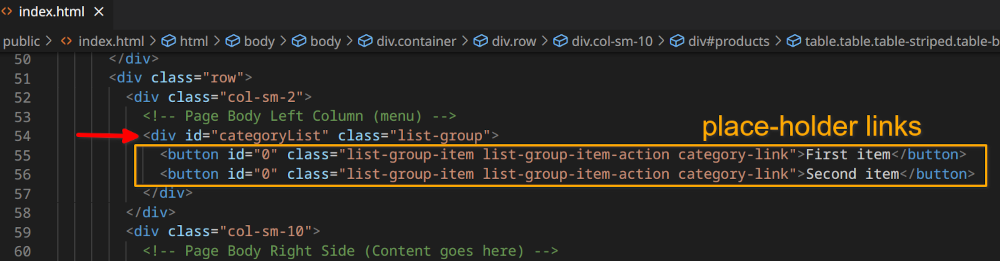 index.html ×
public > index.html > html > body > body > div.container > div.row > div.col-sm-10 > div#products > table.table.table-striped.table-b
50 </div>
51 <div class="row">
52 <div class="col-sm-2">
53 <!-- Page Body Left Column (menu) -->
54 <div id="categoryList" class="list-group">
place-holder links
55 <button id="0" class="list-group-item list-group-item-action category-link">First item</button>
56 <button id="0" class="list-group-item list-group-item-action category-link">Second item</button>
57 </div>
58 </div>
59 <div class="col-sm-10">
60 <!-- Page Body Right Side (Content goes here) -->